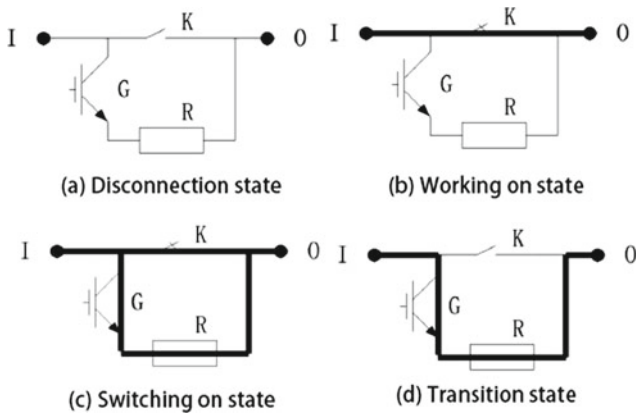 I K O
G
R
(a) Disconnection state
I K O
G
R
(b) Working on state
I K O
G
R
(c) Switching on state
I K O
G
R
(d) Transition state